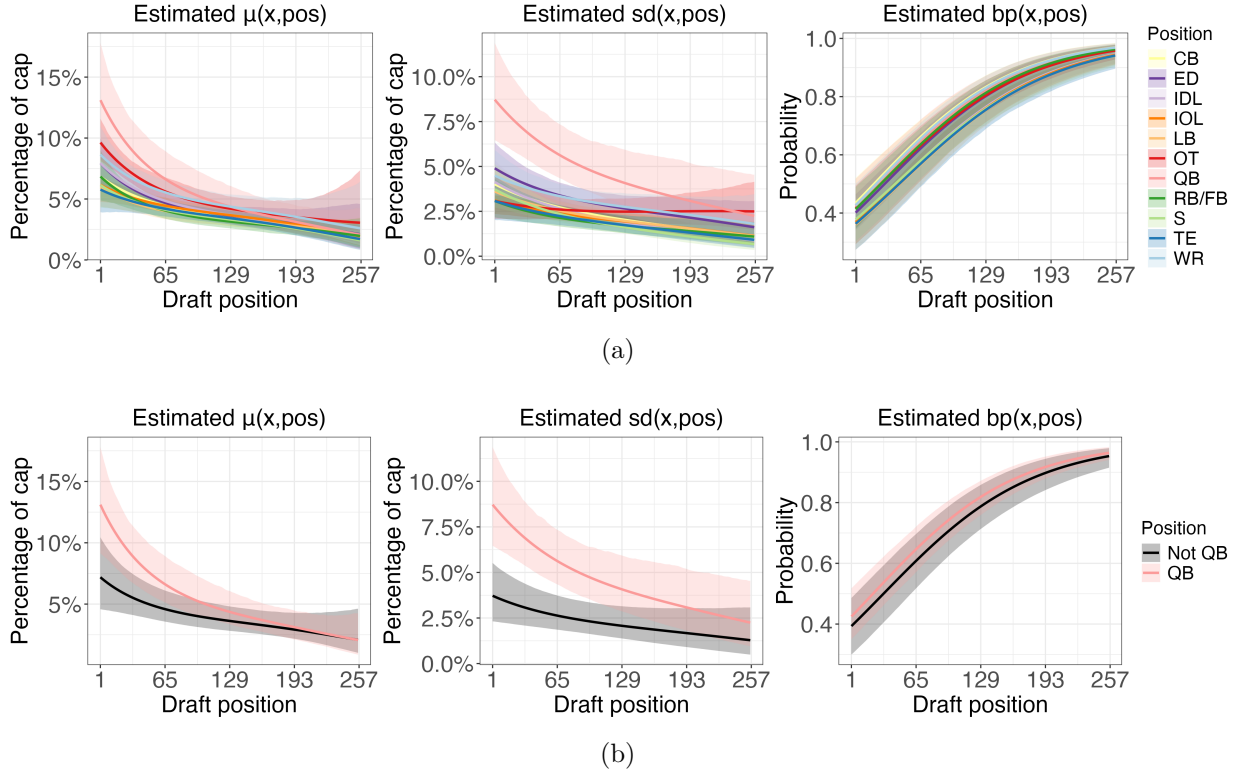 Estimated μ(x,pos)
Percentage of cap
15%
10%
5%
0%
1 65 129 193 257
Draft position
Estimated sd(x,pos)
Percentage of cap
10.0%
7.5%
5.0%
2.5%
0.0%
1 65 129 193 257
Draft position
Estimated bp(x,pos)
Probability
1.0
0.8
0.6
0.4
1 65 129 193 257
Draft position
Position
CB
ED
IDL
IOL
LB
OT
QB
RB/FB
S
TE
WR
(a)
Estimated μ(x,pos)
Percentage of cap
15%
10%
5%
1 65 129 193 257
Draft position
Estimated sd(x,pos)
Percentage of cap
10.0%
7.5%
5.0%
2.5%
0.0%
1 65 129 193 257
Draft position
Estimated bp(x,pos)
Probability
1.0
0.8
0.6
0.4
1 65 129 193 257
Draft position
Position
Not QB
QB
(b)